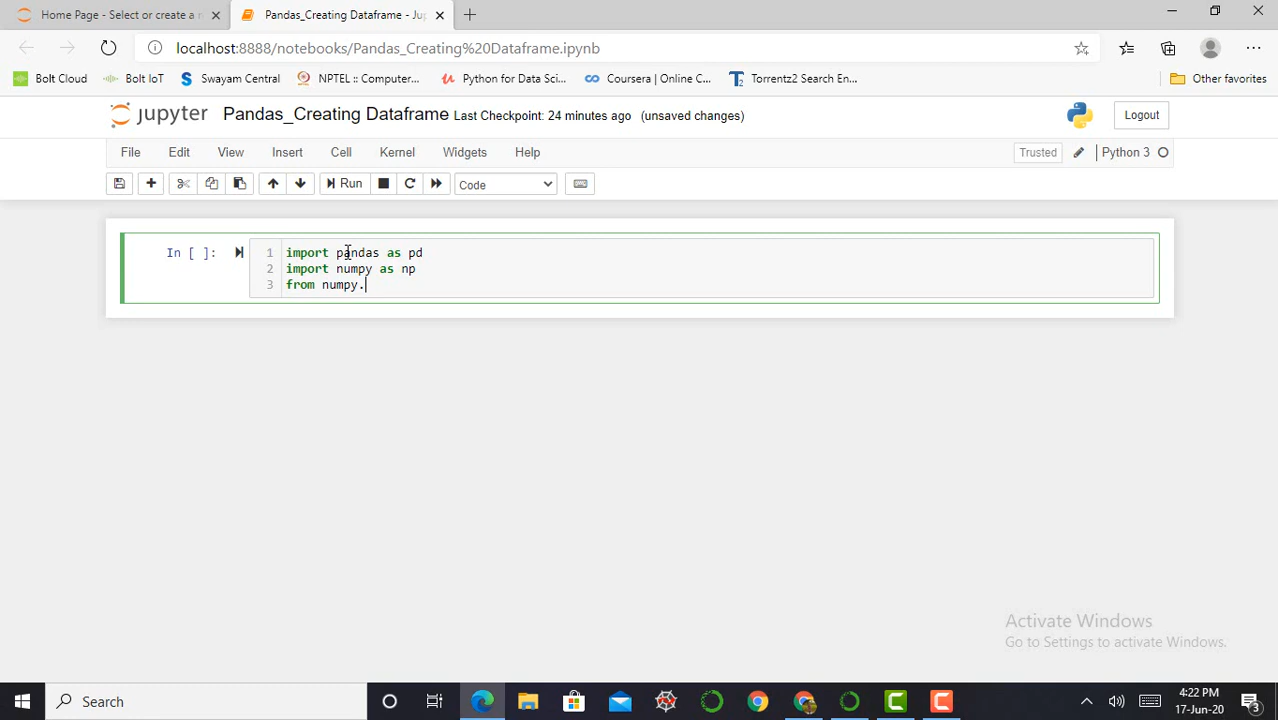 Home Page - Select or create a n
Pandas_Creating Dataframe - Jup
localhost:8888/notebooks/Pandas_Creating%20Dataframe.ipynb
Bolt Cloud
Bolt IoT
Swayam Central
NPTEL :: Computer...
Python for Data Sci...
Coursera | Online C...
Torrentz2 Search En...
Other favorites
jupyter Pandas_Creating Dataframe Last Checkpoint: 24 minutes ago (unsaved changes)
Logout
File Edit View Insert Cell Kernel Widgets Help
Trusted
Python 3
Run
Code
In [ ]:
1 import pandas as pd
2 import numpy as np
3 from numpy.
Activate Windows
Go to Settings to activate Windows.
Search
4:22 PM
17-Jun-20
3